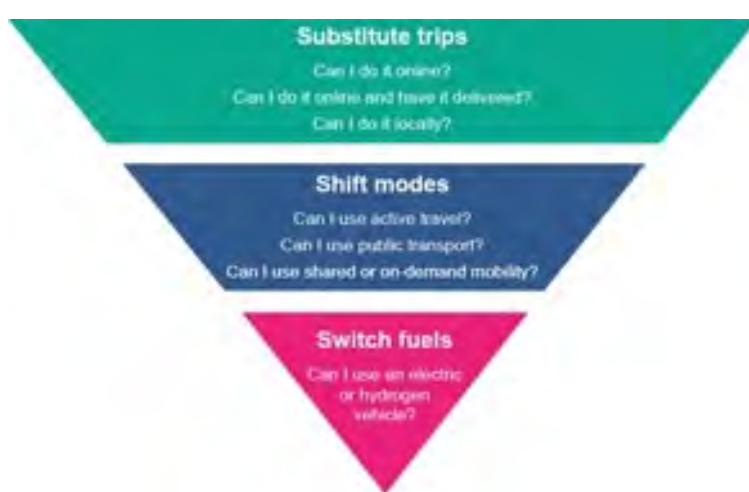 Substitute trips
Can I do it online?
Can I do it online and have it delivered?
Can I do it locally?
Shift modes
Can I use active travel?
Can I use public transport?
Can I use shared or on-demand mobility?
Switch fuels
Can I use an electric
or hydrogen
vehicle?